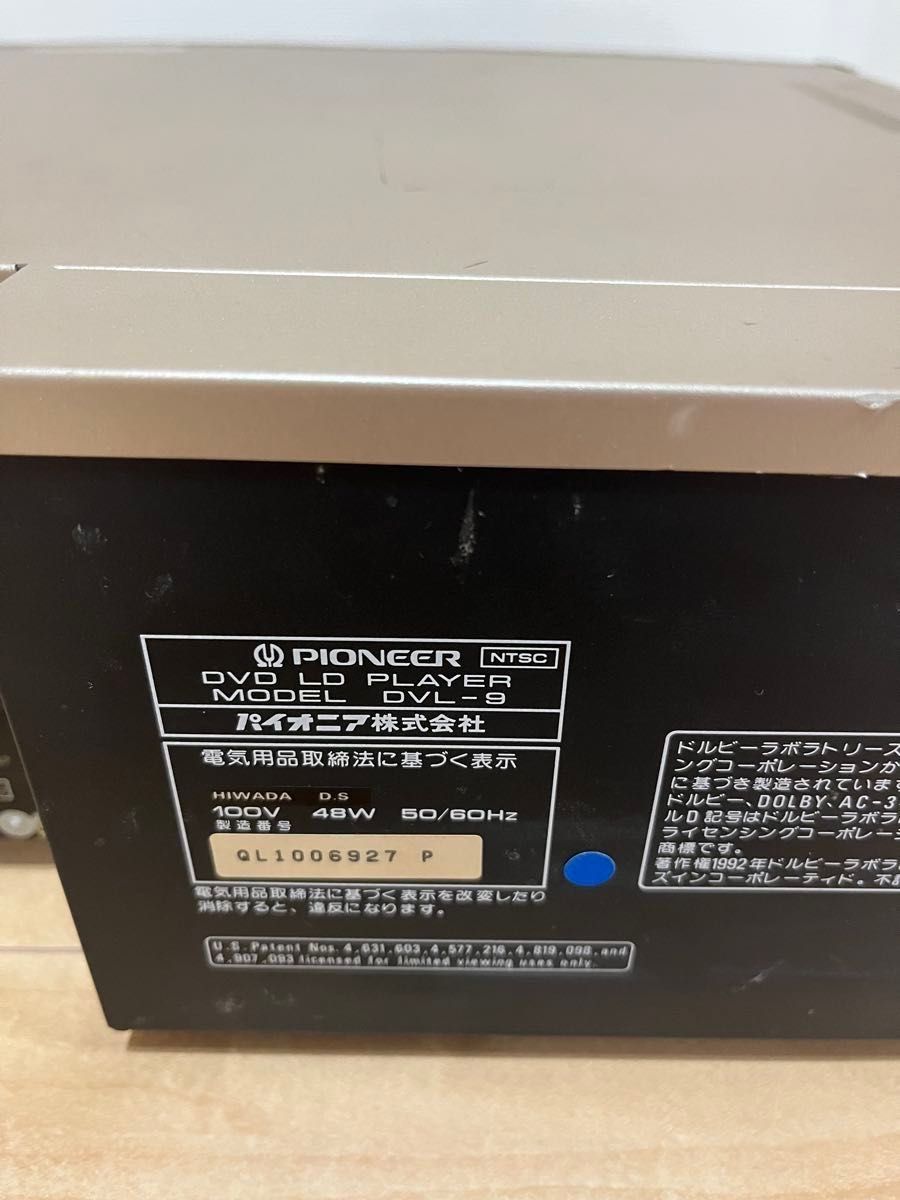 PIONEER NTSC
DVD LD PLAYER
MODEL DVL-9
パイオニア株式会社
電気用品取締法に基づく表示
HIWADA D.S
100V 48W 50/60Hz
製造番号
QL1006927 P
電気用品取締法に基づく表示を改変したり
消除すると、違反になります。
U.S. Patent Nos. 4,631,603,4,577,216,4,819,098,and
4,907,093 licensed for limited viewing uses only.
ドルビーラボラトリーズ
ングコーポレーションか
に基づき製造されています
ドルビー、DOLBY、AC-3
ルD記号はドルビーラボラ
ライセンシングコーポレーシ
商標です。
著作権1992年ドルビーラボラ
ズインコーポレーティド。不